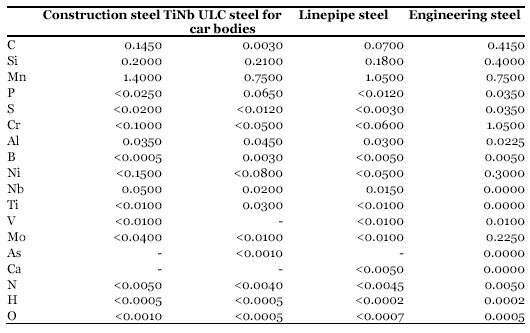 Construction steel TiNb ULC steel for car bodies Linepipe steel Engineering steel
C 0.1450 0.0030 0.0700 0.4150
Si 0.2000 0.2100 0.1800 0.4000
Mn 1.4000 0.7500 1.0500 0.7500
P <0.0250 0.0650 <0.0120 0.0350
S <0.0200 <0.0120 <0.0030 0.0350
Cr <0.1000 <0.0500 <0.0600 1.0500
Al 0.0350 0.0450 0.0300 0.0225
B <0.0005 0.0030 <0.0050 0.0050
Ni <0.1500 <0.0800 <0.0500 0.3000
Nb 0.0500 0.0200 0.0150 0.0000
Ti <0.0100 0.0300 <0.0100 0.0000
V <0.0100 - <0.0100 0.0100
Mo <0.0400 <0.0100 <0.0100 0.2250
As - <0.0010 - 0.0000
Ca - - <0.0050 0.0000
N <0.0050 <0.0040 <0.0045 0.0050
H <0.0005 <0.0005 <0.0002 0.0002
O <0.0010 <0.0005 <0.0007 0.0005